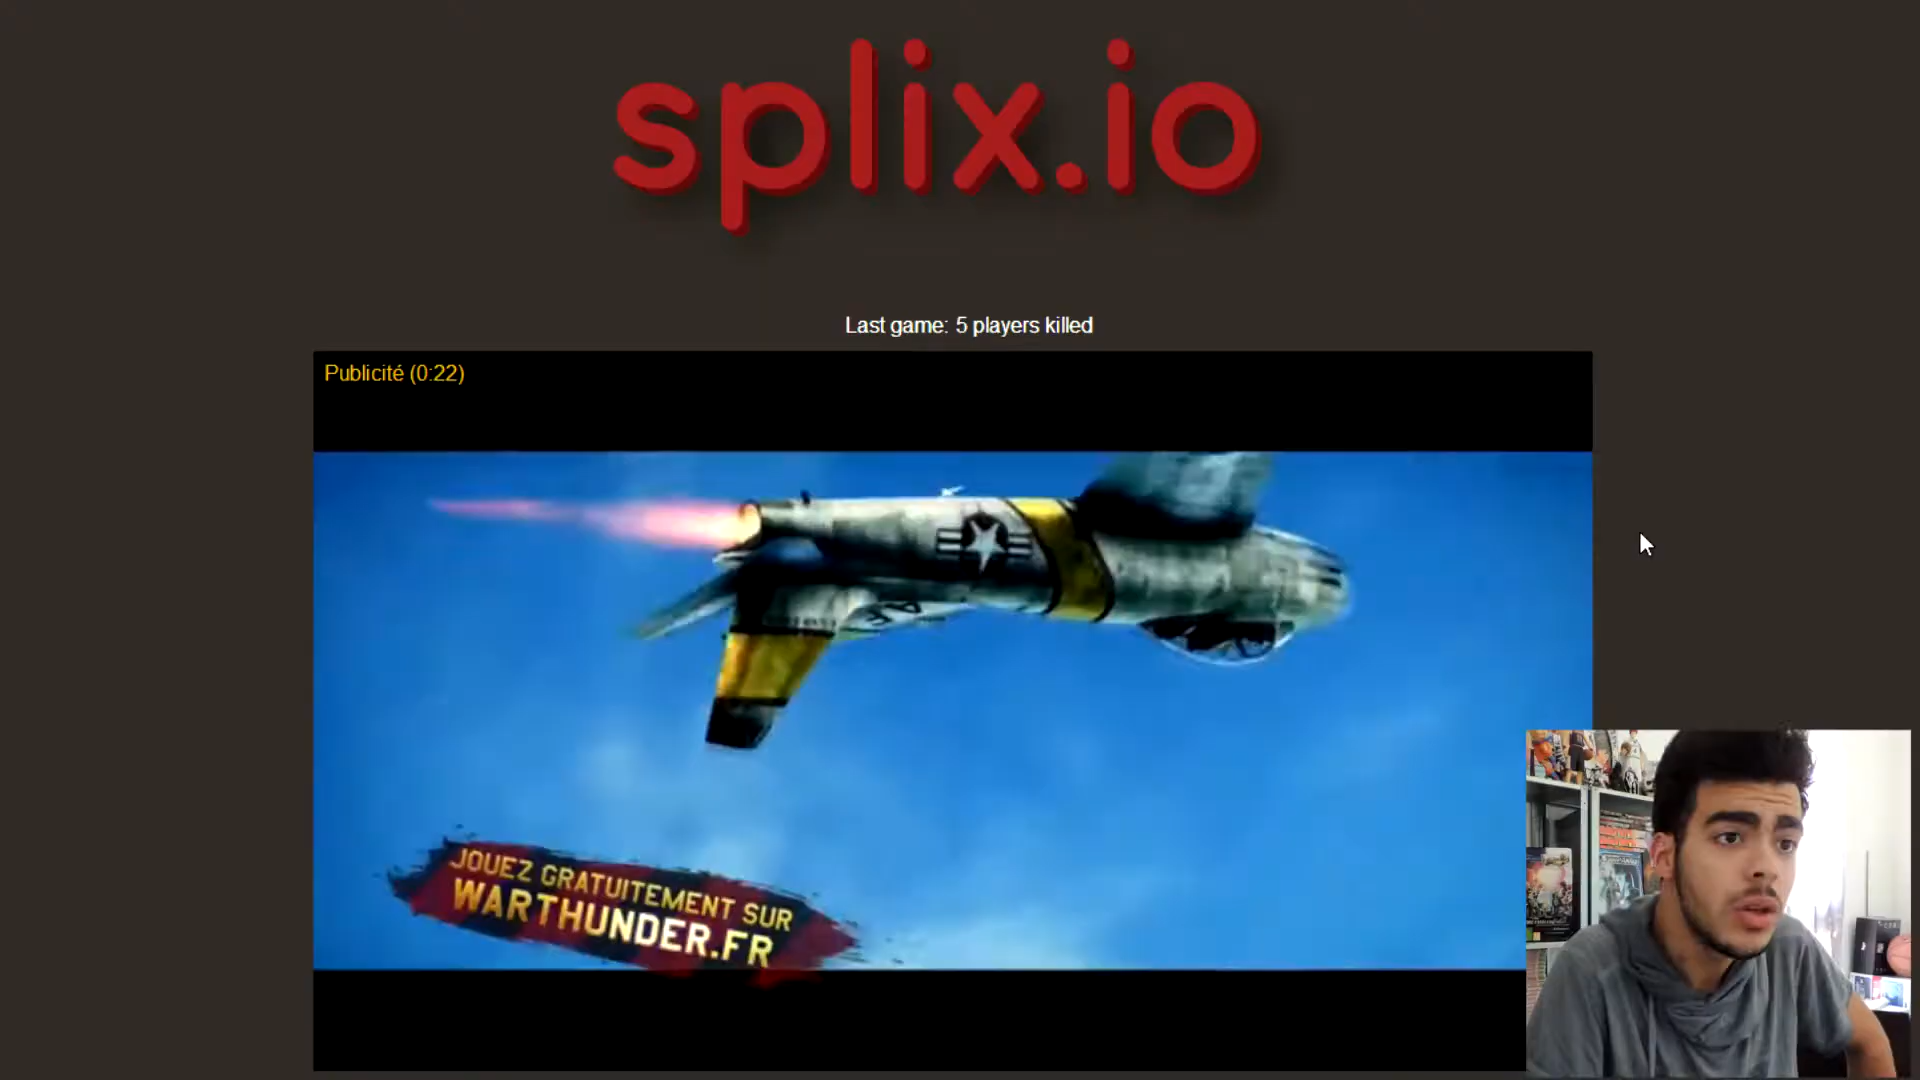 splix.io
Last game: 5 players killed
Publicité (0:22)
JOUEZ GRATUITEMENT SUR
WARTHUNDER.FR